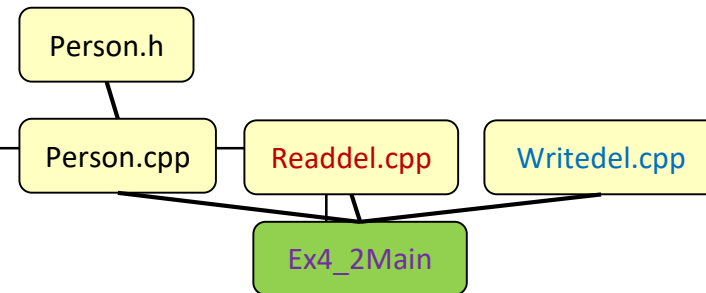 Person.h
Person.cpp
Readdel.cpp
Writedel.cpp
Ex4_2Main